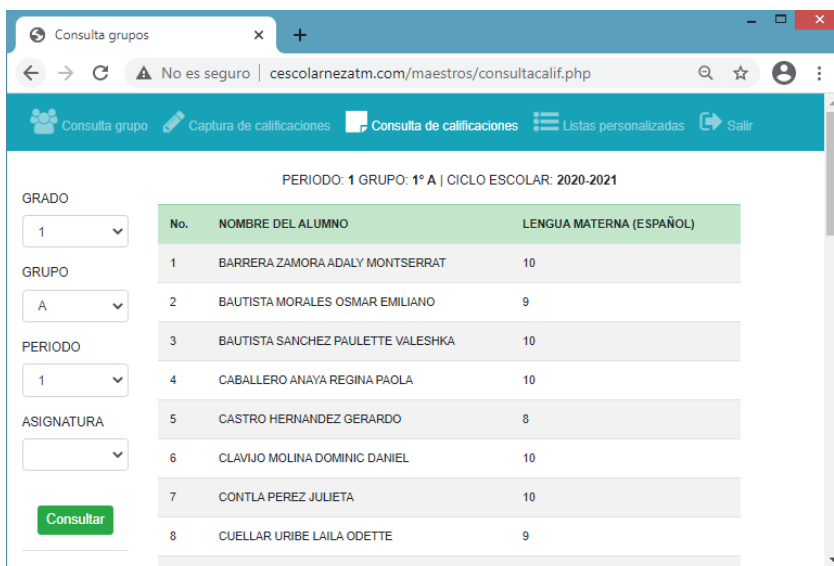 Consulta grupos
No es seguro | cescolarnezatm.com/maestros/consultacalif.php
Consulta grupo Captura de calificaciones Consulta de calificaciones Listas personalizadas Salir
PERIODO: 1 GRUPO: 1° A | CICLO ESCOLAR: 2020-2021
GRADO
1
GRUPO
A
PERIODO
1
ASIGNATURA
Consultar
No. NOMBRE DEL ALUMNO LENGUA MATERNA (ESPAÑOL)
1 BARRERA ZAMORA ADALY MONTSERRAT 10
2 BAUTISTA MORALES OSMAR EMILIANO 9
3 BAUTISTA SANCHEZ PAULETTE VALESHKA 10
4 CABALLERO ANAYA REGINA PAOLA 10
5 CASTRO HERNANDEZ GERARDO 8
6 CLAVIJO MOLINA DOMINIC DANIEL 10
7 CONTLA PEREZ JULIETA 10
8 CUELLAR URIBE LAILA ODETTE 9